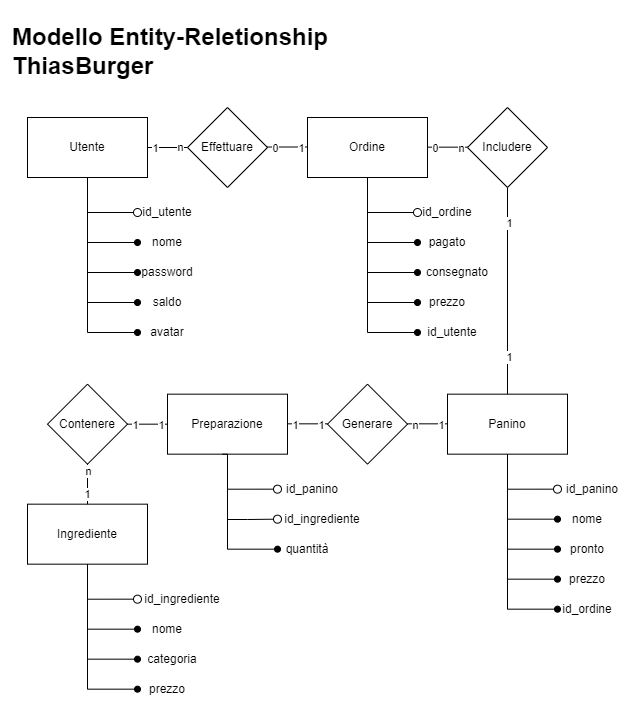 Modello Entity-Reletionship
ThiasBurger
Utente
1
n
Effettuare
0
1
Ordine
0
n
Includere
id_utente
nome
password
saldo
avatar
id_ordine
pagato
consegnato
prezzo
id_utente
1
1
Contenere
1
1
Preparazione
1
1
Generare
n
1
Panino
n
1
Ingrediente
id_panino
id_ingrediente
quantità
id_panino
nome
pronto
prezzo
id_ordine
id_ingrediente
nome
categoria
prezzo